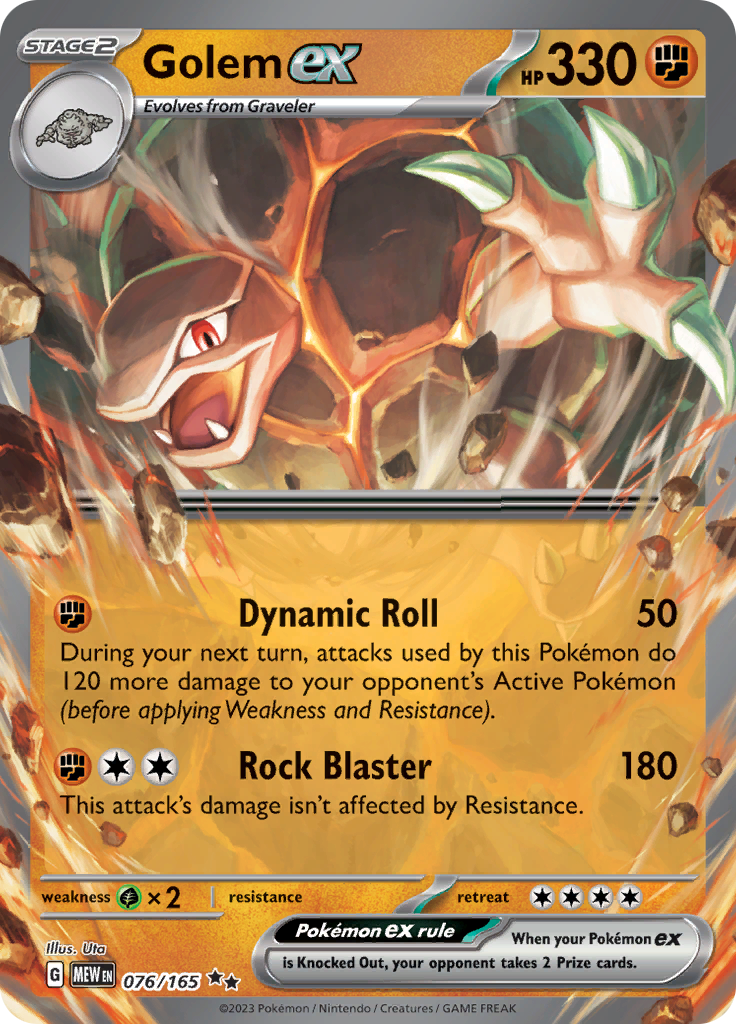 STAGE2
Golem ex
HP 330
Evolves from Graveler
Dynamic Roll 50
During your next turn, attacks used by this Pokémon do
120 more damage to your opponent's Active Pokémon
(before applying Weakness and Resistance).
Rock Blaster 180
This attack's damage isn't affected by Resistance.
weakness ×2 resistance retreat
Illus. Uta
Pokémon ex rule
When your Pokémon ex
is Knocked Out, your opponent takes 2 Prize cards.
G MEW EN 076/165
©2023 Pokémon / Nintendo / Creatures / GAME FREAK